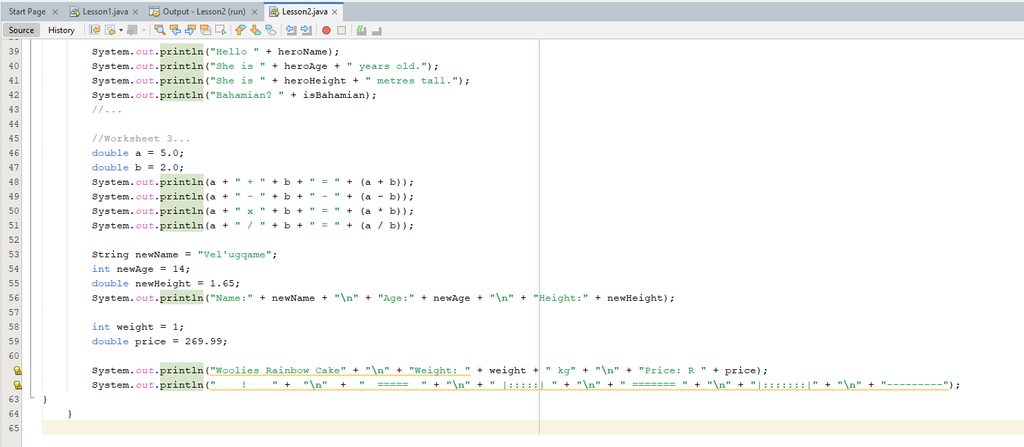 Start Page × Lesson1.java × Output - Lesson2 (run) × Lesson2.java ×
Source History
39 System.out.println("Hello " + heroName);
40 System.out.println("She is " + heroAge + " years old.");
41 System.out.println("She is " + heroHeight + " metres tall.");
42 System.out.println("Bahamian? " + isBahamian);
43 //...
44
45 //Worksheet 3...
46 double a = 5.0;
47 double b = 2.0;
48 System.out.println(a + " + " + b + " = " + (a + b));
49 System.out.println(a + " - " + b + " - " + (a - b));
50 System.out.println(a + " x " + b + " = " + (a * b));
51 System.out.println(a + " / " + b + " = " + (a / b));
52
53 String newName = "Vel'ugqame";
54 int newAge = 14;
55 double newHeight = 1.65;
56 System.out.println("Name:" + newName + "\n" + "Age:" + newAge + "\n" + "Height:" + newHeight);
57
58 int weight = 1;
59 double price = 269.99;
60
System.out.println("Woolies Rainbow Cake" + "\n" + "Weight: " + weight + " kg" + "\n" + "Price: R " + price);
System.out.println("    !    " + "\n" + "  =====  " + "\n" + " |:::::| " + "\n" + " ======= " + "\n" + "|:::::::|" + "\n" + "---------");
63 }
64 }
65